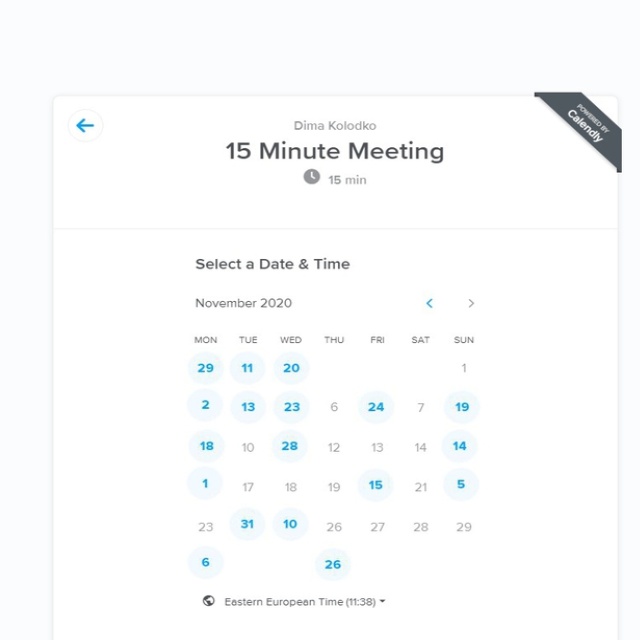 POWERED BY
Calendly
Dima Kolodko
15 Minute Meeting
15 min
Select a Date & Time
November 2020
MON TUE WED THU FRI SAT SUN
29 11 20 1
2 13 23 6 24 7 19
18 10 28 12 13 14 14
1 17 18 19 15 21 5
23 31 10 26 27 28 29
6 26
Eastern European Time (11:38)